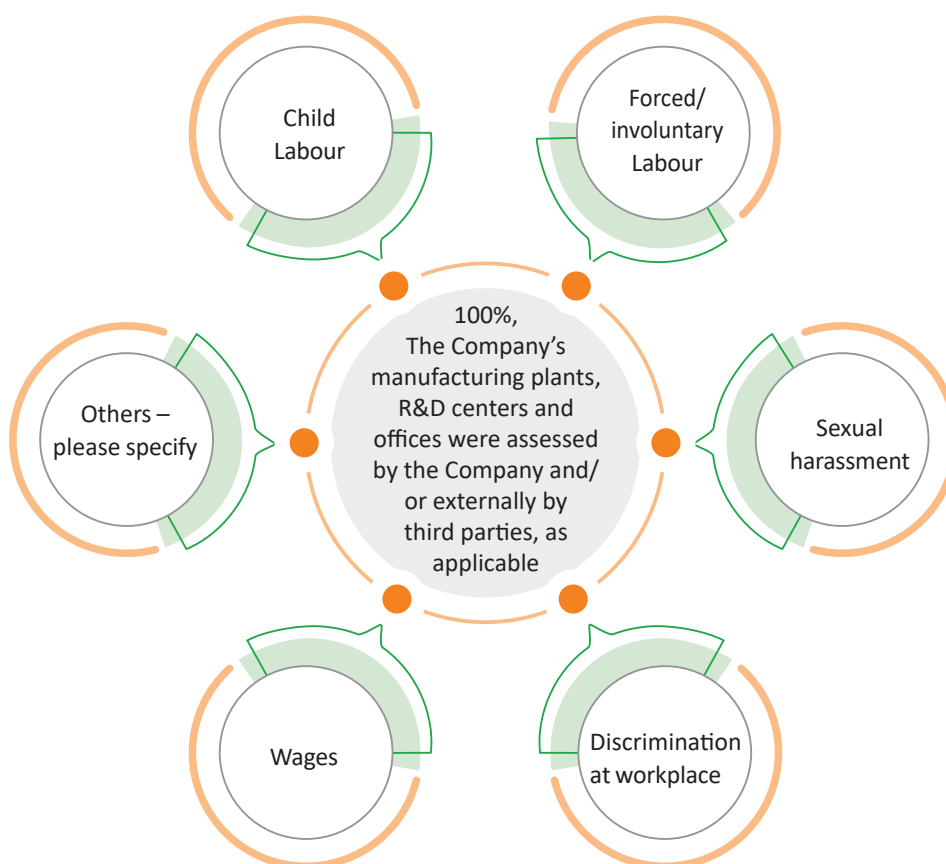 Child
Labour
Forced/
involuntary
Labour
100%,
The Company’s
manufacturing plants,
R&D centers and
offices were assessed
by the Company and/
or externally by
third parties, as
applicable
Others –
please specify
Sexual
harassment
Wages
Discrimination
at workplace